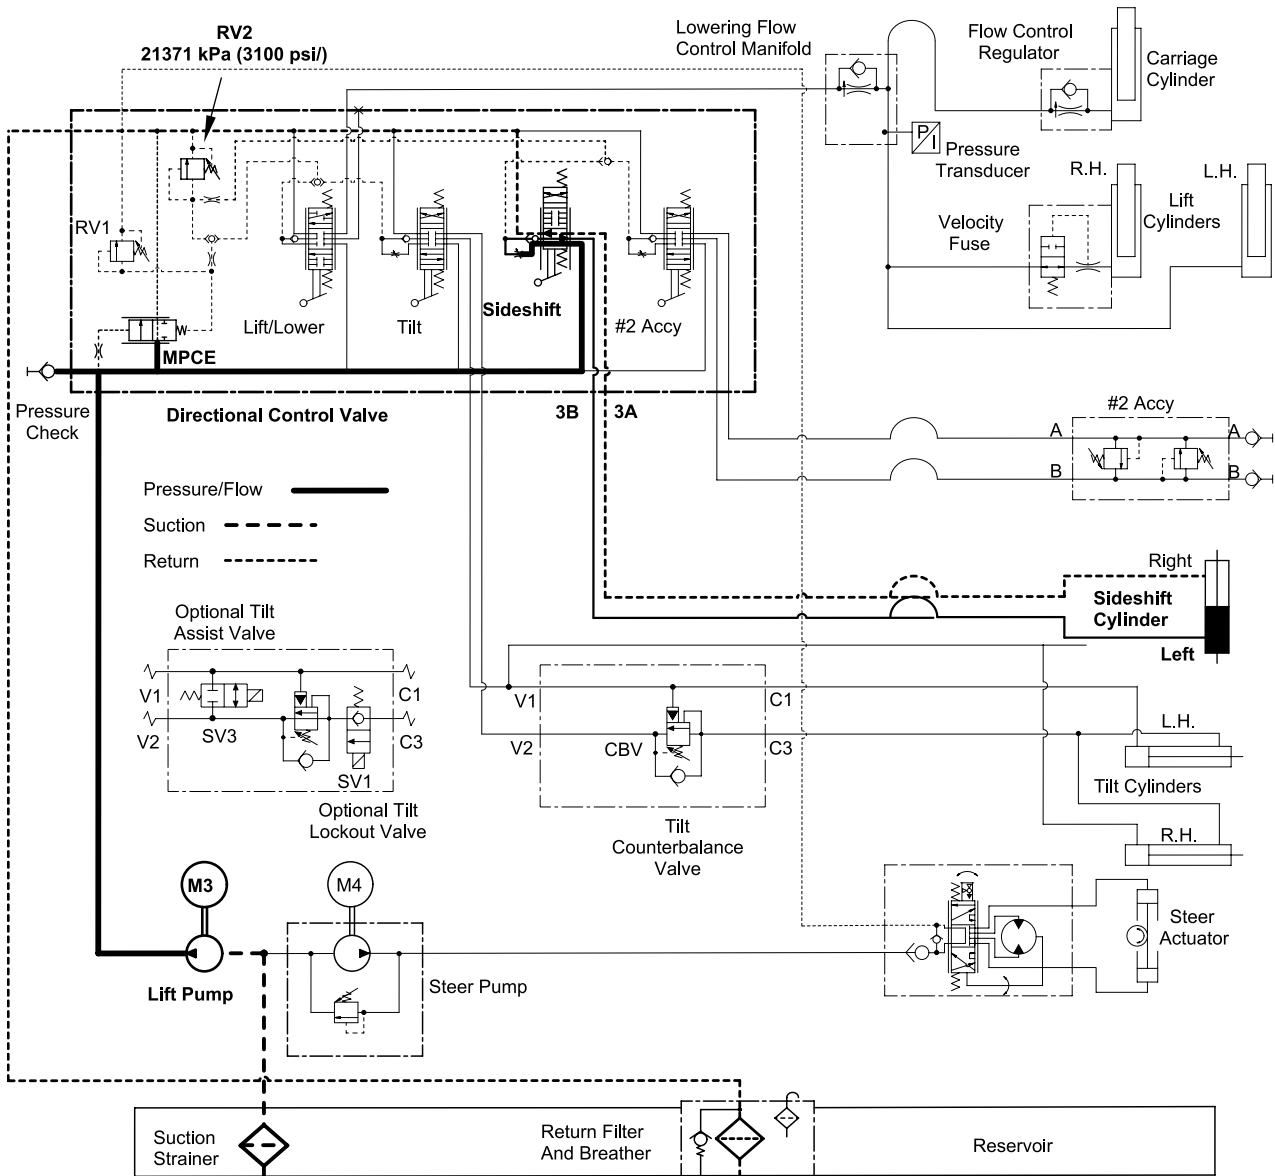 RV2
21371 kPa (3100 psi/)
Lowering Flow
Control Manifold
Flow Control
Regulator
Carriage
Cylinder
P
I
Pressure
Transducer
R.H.
L.H.
Lift
Cylinders
Velocity
Fuse
RV1
Lift/Lower
Tilt
Sideshift
#2 Accy
MPCE
Pressure
Check
Directional Control Valve
3B
3A
#2 Accy
A
A
B
B
Pressure/Flow
Suction
Return
Right
Sideshift
Cylinder
Left
Optional Tilt
Assist Valve
V1
C1
V2
SV3
C3
SV1
Optional Tilt
Lockout Valve
V1
C1
V2
CBV
C3
Tilt
Counterbalance
Valve
L.H.
Tilt Cylinders
R.H.
M3
M4
Lift Pump
Steer Pump
Steer
Actuator
Suction
Strainer
Return Filter
And Breather
Reservoir